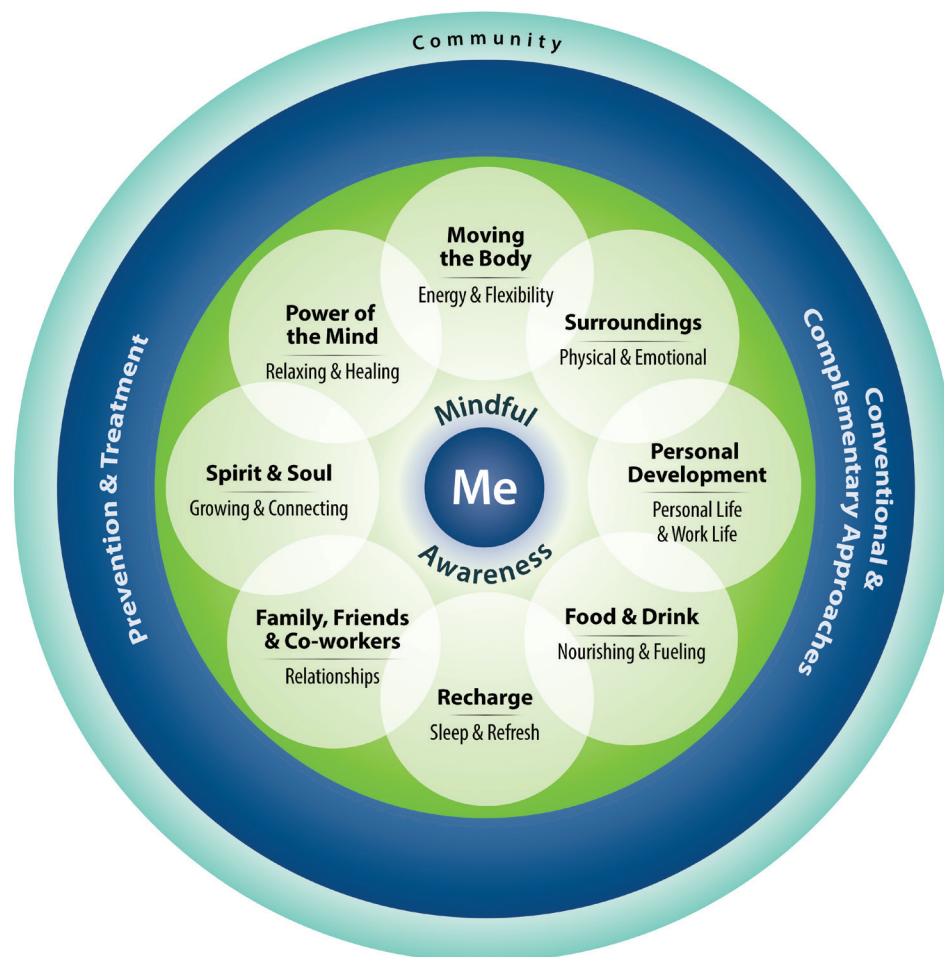 Community
Prevention & Treatment
Conventional &
Complementary Approaches
Moving
the Body
Energy & Flexibility
Surroundings
Physical & Emotional
Personal
Development
Personal Life
& Work Life
Food & Drink
Nourishing & Fueling
Recharge
Sleep & Refresh
Family, Friends
& Co-workers
Relationships
Spirit & Soul
Growing & Connecting
Power of
the Mind
Relaxing & Healing
Mindful
Me
Awareness